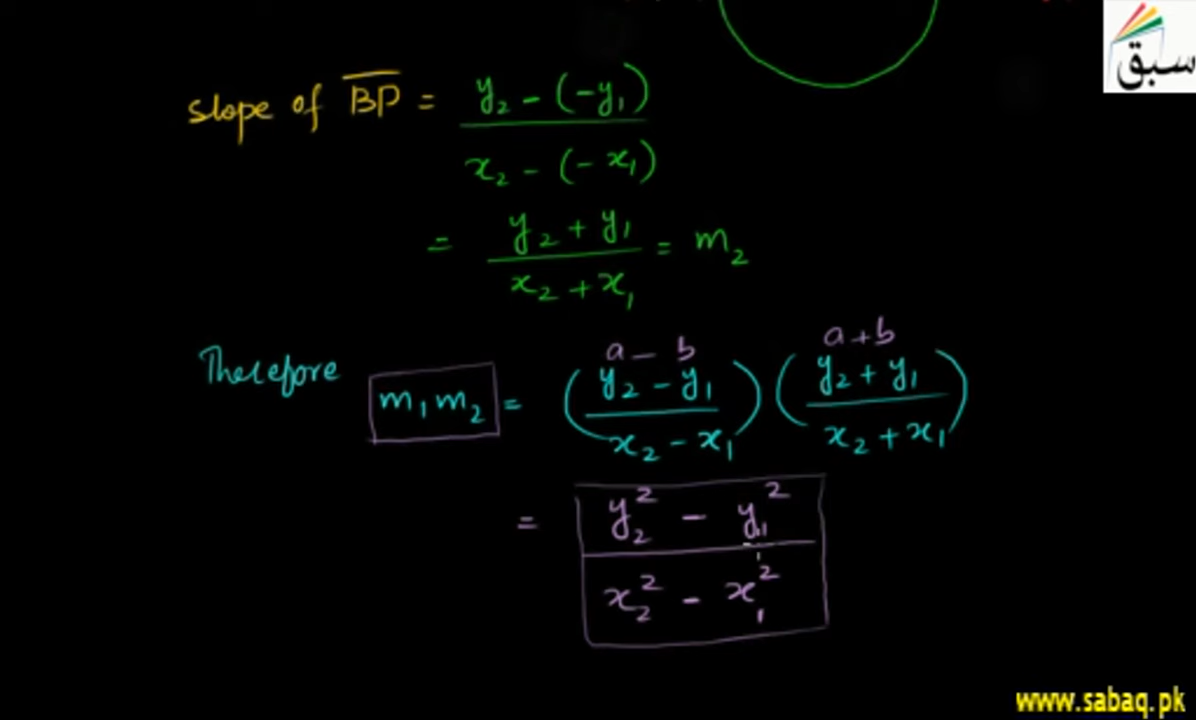 سبق
Slope of B̅P̅ = y₂ - (-y₁) / x₂ - (-x₁)
= y₂ + y₁ / x₂ + x₁ = m₂
a - b a + b
Therefore m₁m₂ = (y₂ - y₁ / x₂ - x₁) (y₂ + y₁ / x₂ + x₁)
= y₂² - y₁² / x₂² - x₁²
www.sabaq.pk